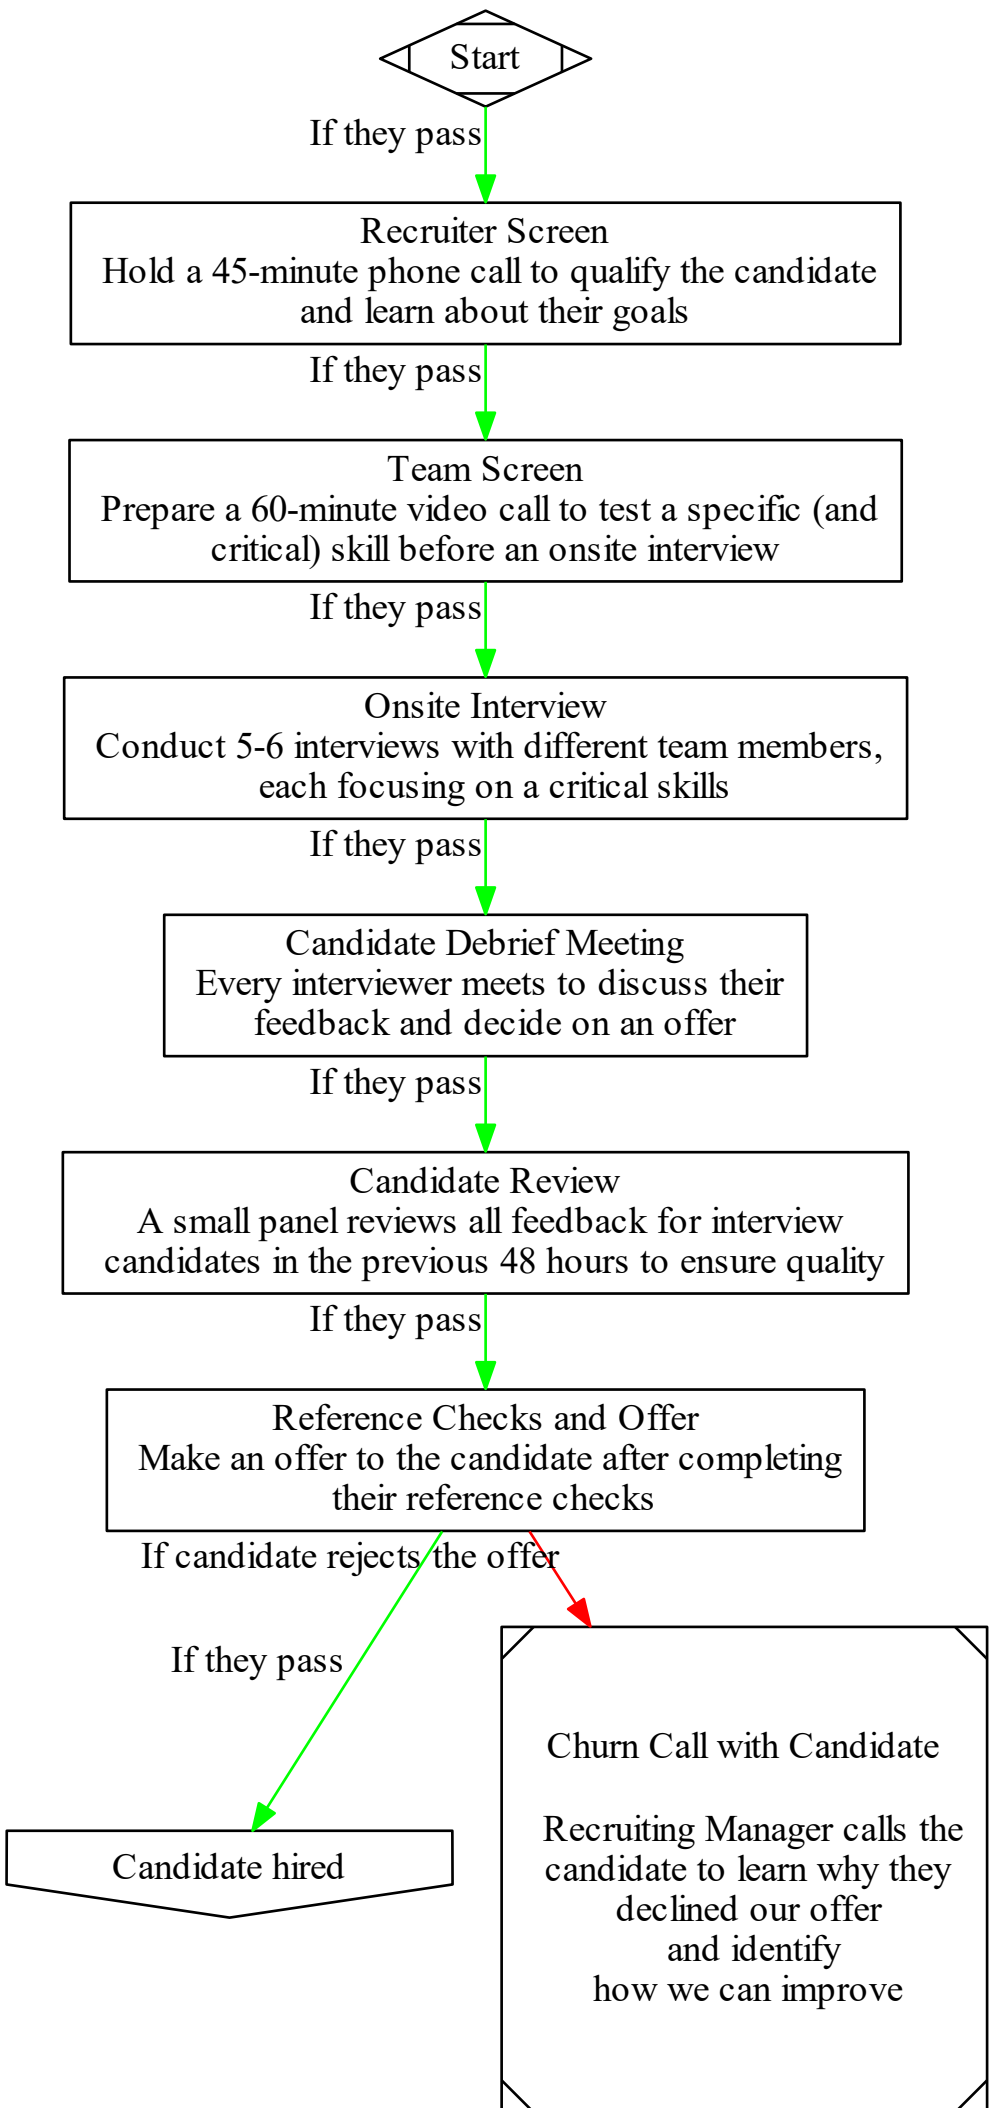 Start
If they pass
Recruiter Screen
Hold a 45-minute phone call to qualify the candidate
and learn about their goals
If they pass
Team Screen
Prepare a 60-minute video call to test a specific (and
critical) skill before an onsite interview
If they pass
Onsite Interview
Conduct 5-6 interviews with different team members,
each focusing on a critical skills
If they pass
Candidate Debrief Meeting
Every interviewer meets to discuss their
feedback and decide on an offer
If they pass
Candidate Review
A small panel reviews all feedback for interview
candidates in the previous 48 hours to ensure quality
If they pass
Reference Checks and Offer
Make an offer to the candidate after completing
their reference checks
If candidate rejects the offer
If they pass
Churn Call with Candidate
Recruiting Manager calls the
candidate to learn why they
declined our offer
and identify
how we can improve
Candidate hired